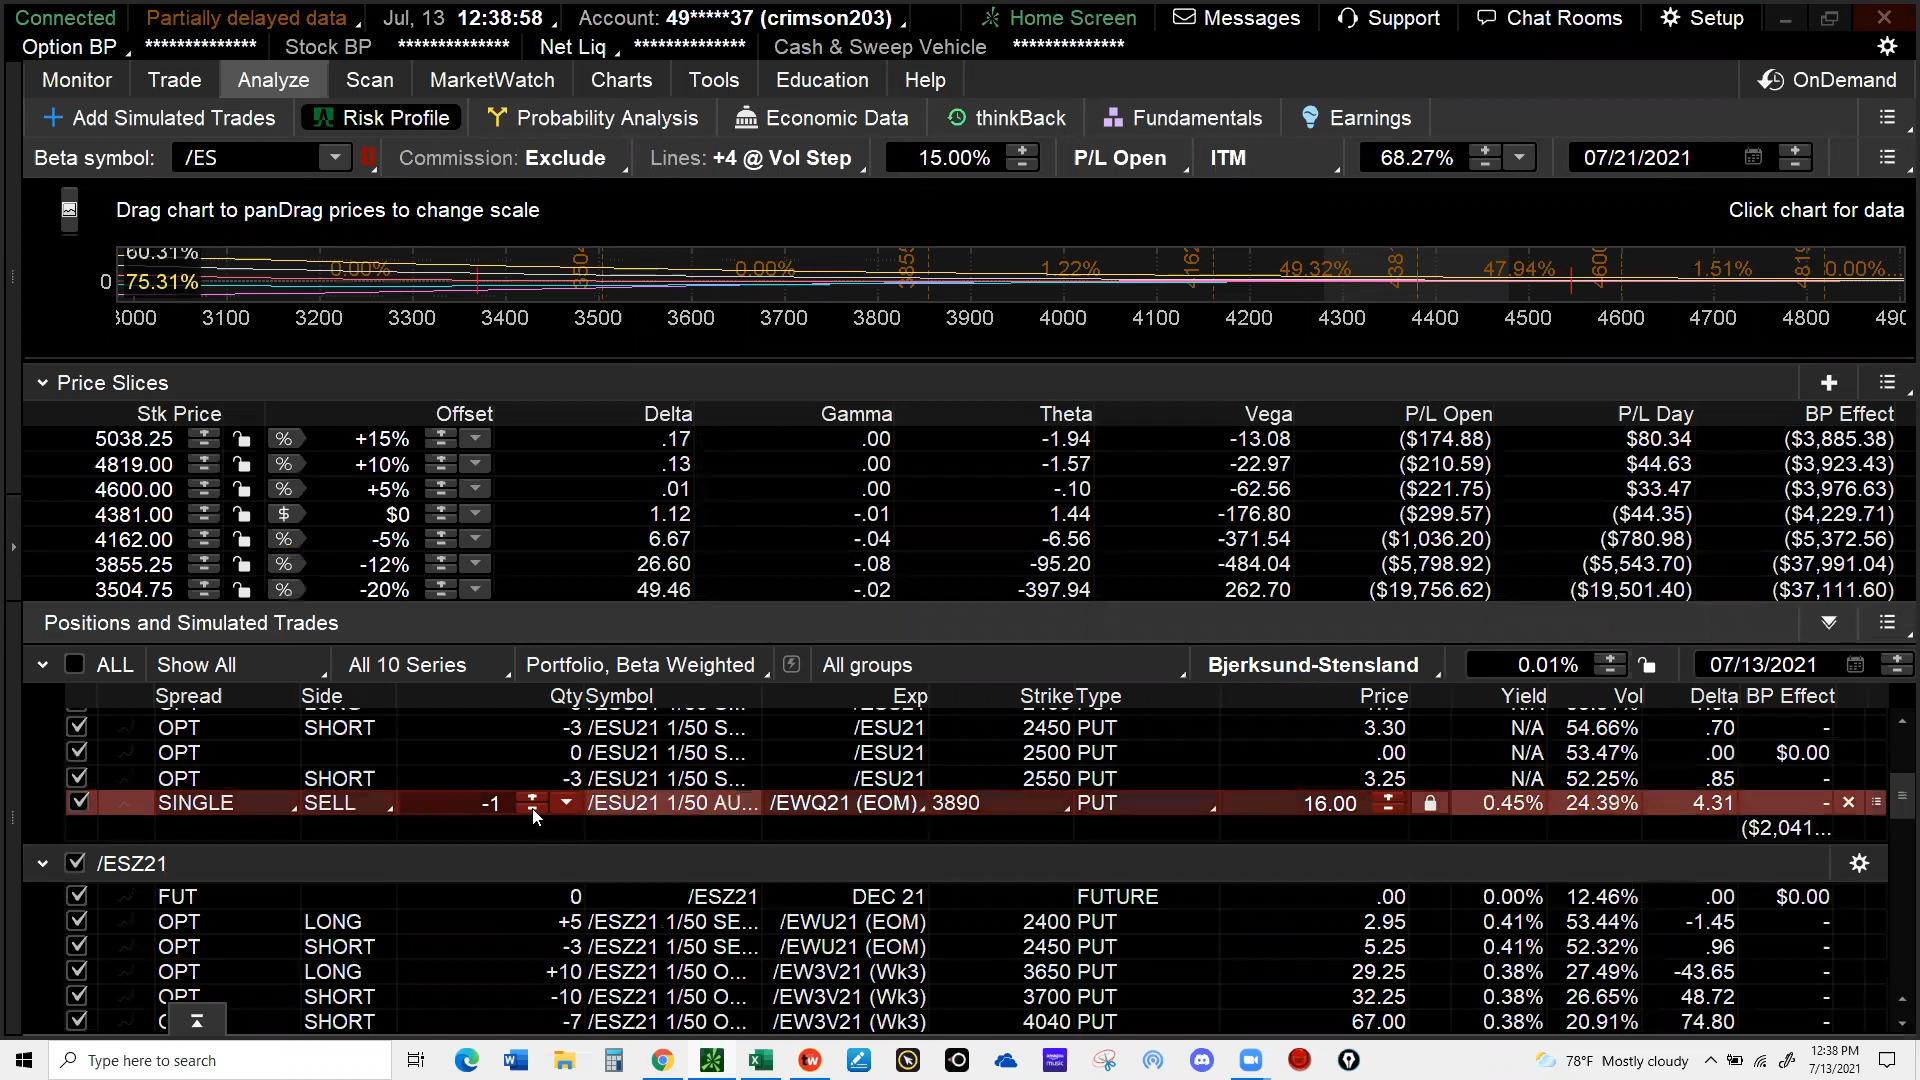 Connected Partially delayed data Jul, 13 12:38:58 Account: 49*****37 (crimson203) Home Screen Messages Support Chat Rooms Setup
Option BP ************** Stock BP ************** Net Liq ************** Cash & Sweep Vehicle **************
Monitor Trade Analyze Scan MarketWatch Charts Tools Education Help OnDemand
Add Simulated Trades Risk Profile Probability Analysis Economic Data thinkBack Fundamentals Earnings
Beta symbol: /ES Commission: Exclude Lines: +4 @ Vol Step 15.00% P/L Open ITM 68.27% 07/21/2021
Drag chart to panDrag prices to change scale Click chart for data
60.31%
0.00% 0.00% 1.22% 49.32% 47.94% 1.51% 0.00%...
0 75.31%
3100 3200 3300 3400 3500 3600 3700 3800 3900 4000 4100 4200 4300 4400 4500 4600 4700 4800
Price Slices
Stk Price Offset Delta Gamma Theta Vega P/L Open P/L Day BP Effect
5038.25 % +15% .17 .00 -1.94 -13.08 ($174.88) $80.34 ($3,885.38)
4819.00 % +10% .13 .00 -1.57 -22.97 ($210.59) $44.63 ($3,923.43)
4600.00 % +5% .01 .00 -.10 -62.56 ($221.75) $33.47 ($3,976.63)
4381.00 $ $0 1.12 -.01 1.44 -176.80 ($299.57) ($44.35) ($4,229.71)
4162.00 % -5% 6.67 -.04 -6.56 -371.54 ($1,036.20) ($780.98) ($5,372.56)
3855.25 % -12% 26.60 -.08 -95.20 -484.04 ($5,798.92) ($5,543.70) ($37,991.04)
3504.75 % -20% 49.46 -.02 -397.94 262.70 ($19,756.62) ($19,501.40) ($37,111.60)
Positions and Simulated Trades
ALL Show All All 10 Series Portfolio, Beta Weighted All groups Bjerksund-Stensland 0.01% 07/13/2021
Spread Side Qty Symbol Exp Strike Type Price Yield Vol Delta BP Effect
OPT SHORT -3 /ESU21 1/50 S... /ESU21 2450 PUT 3.30 N/A 54.66% .70 -
OPT 0 /ESU21 1/50 S... /ESU21 2500 PUT .00 N/A 53.47% .00 $0.00
OPT SHORT -3 /ESU21 1/50 S... /ESU21 2550 PUT 3.25 N/A 52.25% .85 -
SINGLE SELL -1 /ESU21 1/50 AU... /EWQ21 (EOM) 3890 PUT 16.00 0.45% 24.39% 4.31 -
($2,041...
/ESZ21
FUT 0 /ESZ21 DEC 21 FUTURE .00 0.00% 12.46% .00 $0.00
OPT LONG +5 /ESZ21 1/50 SE... /EWU21 (EOM) 2400 PUT 2.95 0.41% 53.44% -1.45 -
OPT SHORT -3 /ESZ21 1/50 SE... /EWU21 (EOM) 2450 PUT 5.25 0.41% 52.32% .96 -
OPT LONG +10 /ESZ21 1/50 O... /EW3V21 (Wk3) 3650 PUT 29.25 0.38% 27.49% -43.65 -
OPT SHORT -10 /ESZ21 1/50 O... /EW3V21 (Wk3) 3700 PUT 32.25 0.38% 26.65% 48.72 -
SHORT -7 /ESZ21 1/50 O... /EW3V21 (Wk3) 4040 PUT 67.00 0.38% 20.91% 74.80 -
Type here to search 78°F Mostly cloudy 12:38 PM
7/13/2021